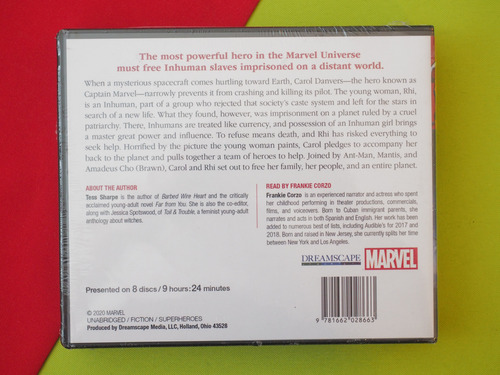 The most powerful hero in the Marvel Universe
must free Inhuman slaves imprisoned on a distant world.
When a mysterious spacecraft comes hurtling toward Earth, Carol Danvers—the hero known as
Captain Marvel—narrowly prevents it from crashing and killing its pilot. The young woman, Rhi,
is an Inhuman, part of a group who rejected that society's caste system and left for the stars in
search of a new life. What they found, however, was imprisonment on a planet ruled by a cruel
patriarchy. There, Inhumans are treated like currency, and possession of an Inhuman girl brings
a master great power and influence. To refuse means death, and Rhi has risked everything to
seek help. Horrified by the picture the young woman paints, Carol pledges to accompany her
back to the planet and pulls together a team of heroes to help. Joined by Ant-Man, Mantis, and
Amadeus Cho (Brawn), Carol and Rhi set out to free her family, her people, and an entire planet.
ABOUT THE AUTHOR
Tess Sharpe is the author of Barbed Wire Heart and the critically
acclaimed young-adult novel Far from You. She is also the co-editor,
along with Jessica Spotswood, of Toil & Trouble, a feminist young-adult
anthology about witches.
READ BY FRANKIE CORZO
Frankie Corzo is an experienced narrator and actress who spent
her childhood performing in theater productions, commercials,
films, and voiceovers. Born to Cuban immigrant parents, she
narrates and acts in both Spanish and English. Her work has been
added to numerous best of lists, including Audible's for 2017 and
2018. Born and raised in New Jersey, she currently splits her time
between New York and Los Angeles.
DREAMSCAPE
MARVEL
Presented on 8 discs/9 hours:24 minutes
© 2020 MARVEL
UNABRIDGED / FICTION / SUPERHEROES
Produced by Dreamscape Media, LLC, Holland, Ohio 43528
9 781662 028663